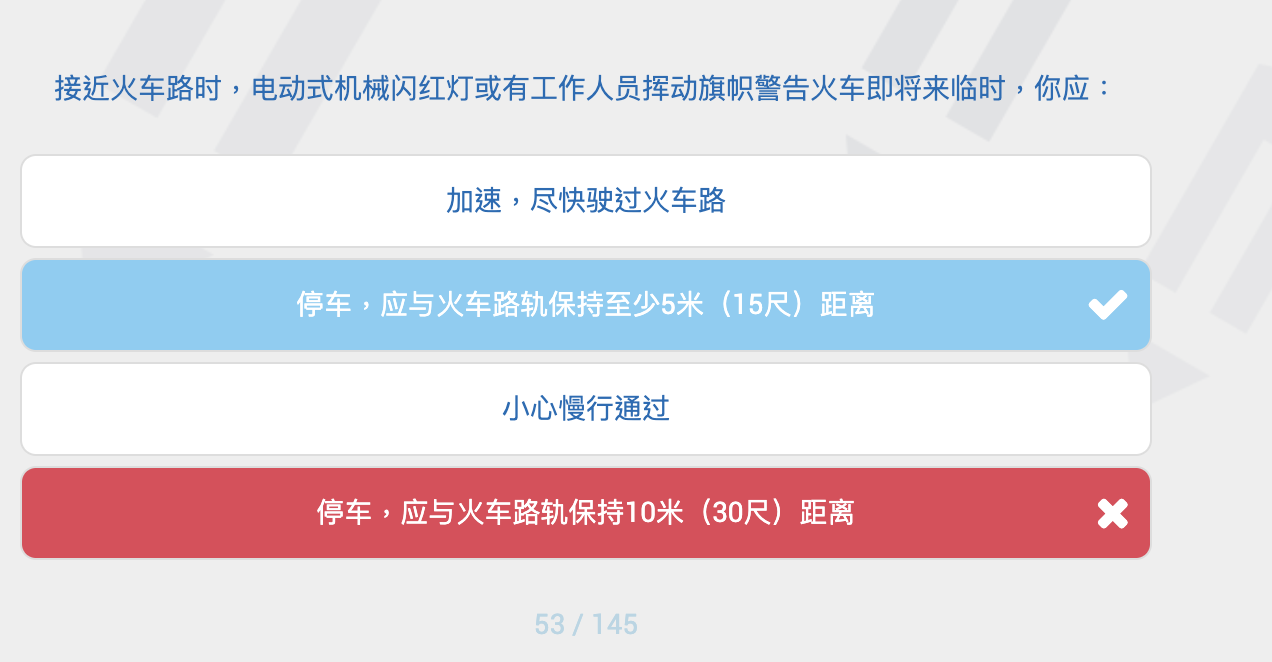 接近火车路时，电动式机械闪红灯或有工作人员挥动旗帜警告火车即将来临时，你应：
加速，尽快驶过火车路
停车，应与火车路轨保持至少5米（15尺）距离
小心慢行通过
停车，应与火车路轨保持10米（30尺）距离
53 / 145